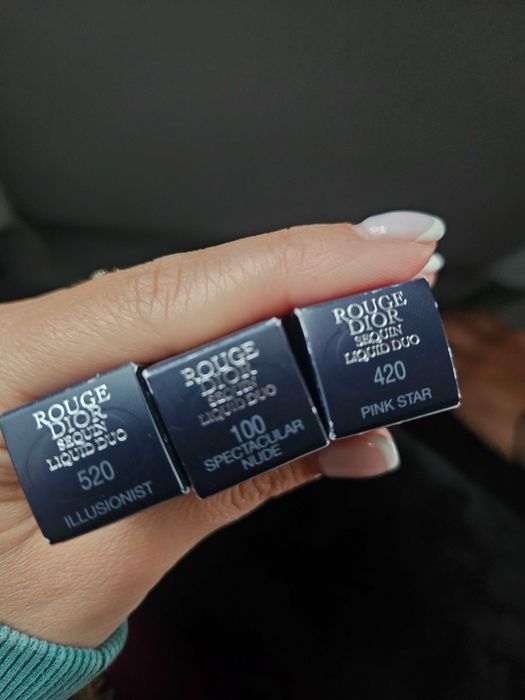 ROUGE
DIOR
SEQUIN
LIQUID DUO
520
ILLUSIONIST
ROUGE
DIOR
SEQUIN
LIQUID DUO
100
SPECTACULAR
NUDE
ROUGE
DIOR
SEQUIN
LIQUID DUO
420
PINK STAR